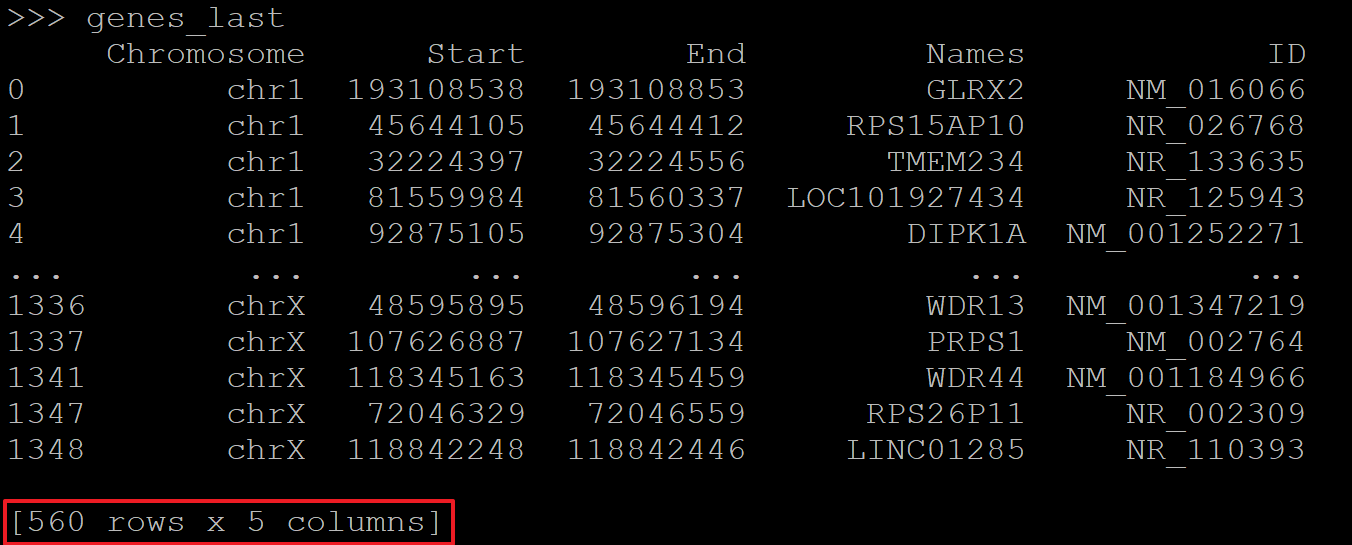 >>> genes_last
Chromosome Start End Names ID
0 chr1 193108538 193108853 GLRX2 NM_016066
1 chr1 45644105 45644412 RPS15AP10 NR_026768
2 chr1 32224397 32224556 TMEM234 NR_133635
3 chr1 81559984 81560337 LOC101927434 NR_125943
4 chr1 92875105 92875304 DIPK1A NM_001252271
... ... ... ... ... ...
1336 chrX 48595895 48596194 WDR13 NM_001347219
1337 chrX 107626887 107627134 PRPS1 NM_002764
1341 chrX 118345163 118345459 WDR44 NM_001184966
1347 chrX 72046329 72046559 RPS26P11 NR_002309
1348 chrX 118842248 118842446 LINC01285 NR_110393
[560 rows x 5 columns]